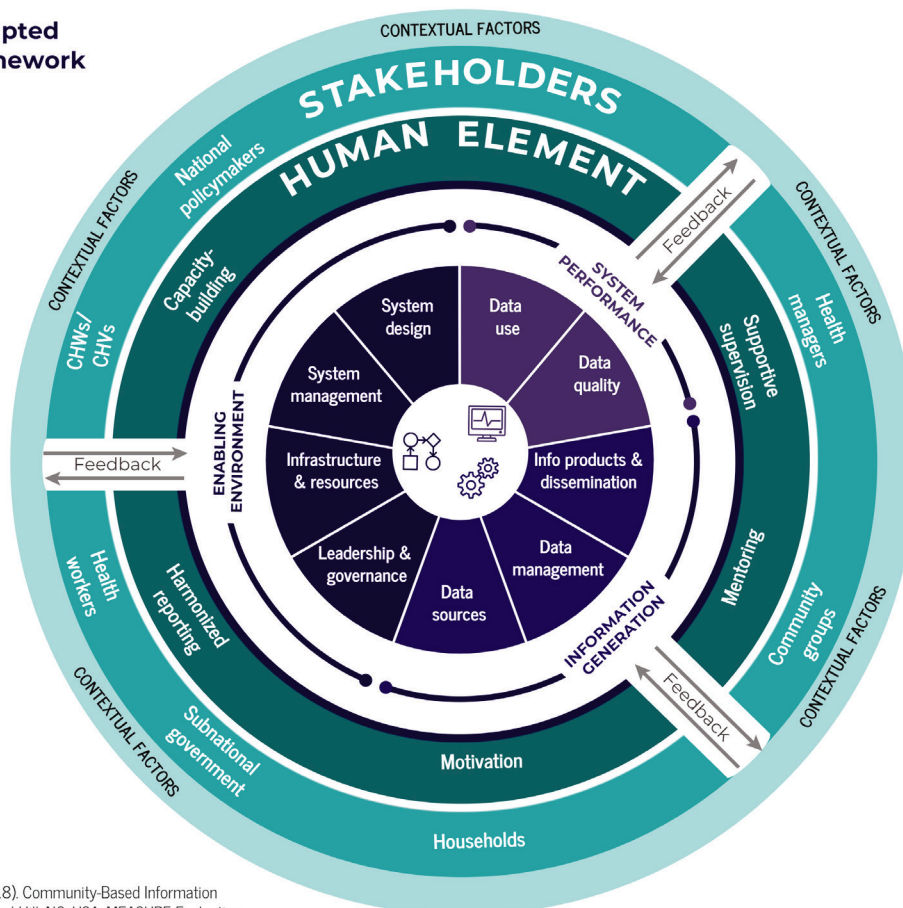 CONTEXTUAL FACTORS
STAKEHOLDERS
HUMAN ELEMENT
National
policymakers
CONTEXTUAL FACTORS
Capacity-
building
CHWs/
CHVs
Feedback
CONTEXTUAL FACTORS
SYSTEM
PERFORMANCE
Supportive
supervision
Health
managers
System
design
Data
use
System
management
Data
quality
ENABLING
ENVIRONMENT
Feedback
Infrastructure
& resources
Info products &
dissemination
Leadership &
governance
Data
management
Data
sources
INFORMATION
GENERATION
Health
workers
Harmonized
reporting
Mentoring
Community
groups
CONTEXTUAL FACTORS
Feedback
CONTEXTUAL FACTORS
Subnational
government
Motivation
Households
Community-Based Information